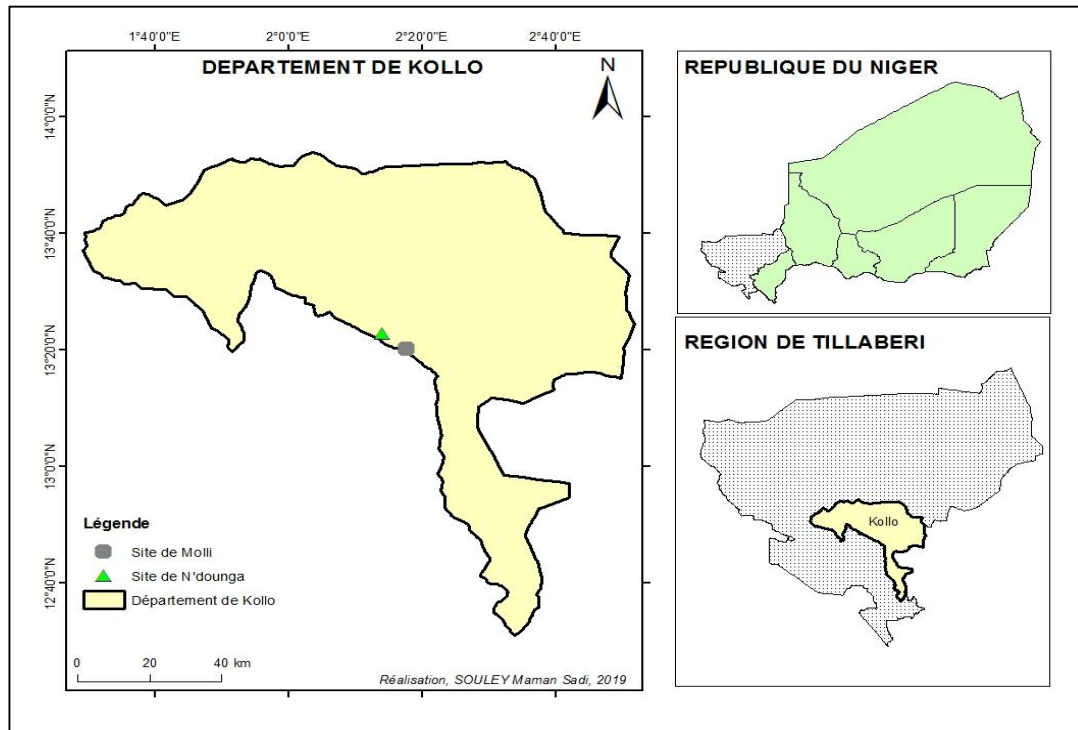 1°40'0"E 2°0'0"E 2°20'0"E 2°40'0"E
DEPARTEMENT DE KOLLO
N
14°0'0"N
13°40'0"N
13°20'0"N
13°0'0"N
12°40'0"N
Légende
Site de Molli
Site de N'dounga
Département de Kollo
0 20 40 km
Réalisation, SOULEY Maman Sadi, 2019
REPUBLIQUE DU NIGER
REGION DE TILLABERI
Kollo